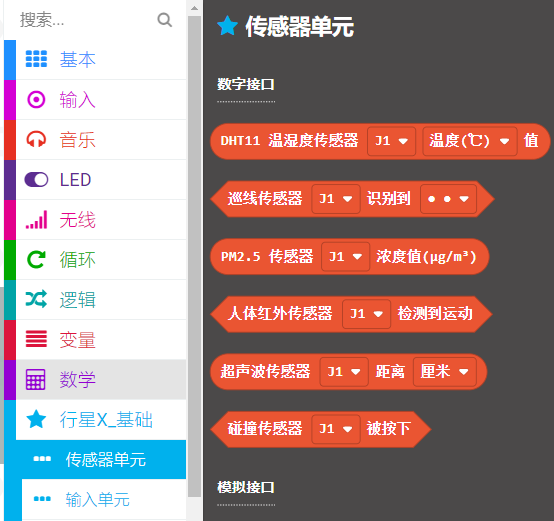 搜索...
基本
输入
音乐
LED
无线
循环
逻辑
变量
数学
行星X_基础
传感器单元
输入单元
传感器单元
数字接口
DHT11 温湿度传感器 J1 温度(℃) 值
巡线传感器 J1 识别到 ● ●
PM2.5 传感器 J1 浓度值(μg/m³)
人体红外传感器 J1 检测到运动
超声波传感器 J1 距离 厘米
碰撞传感器 J1 被按下
模拟接口